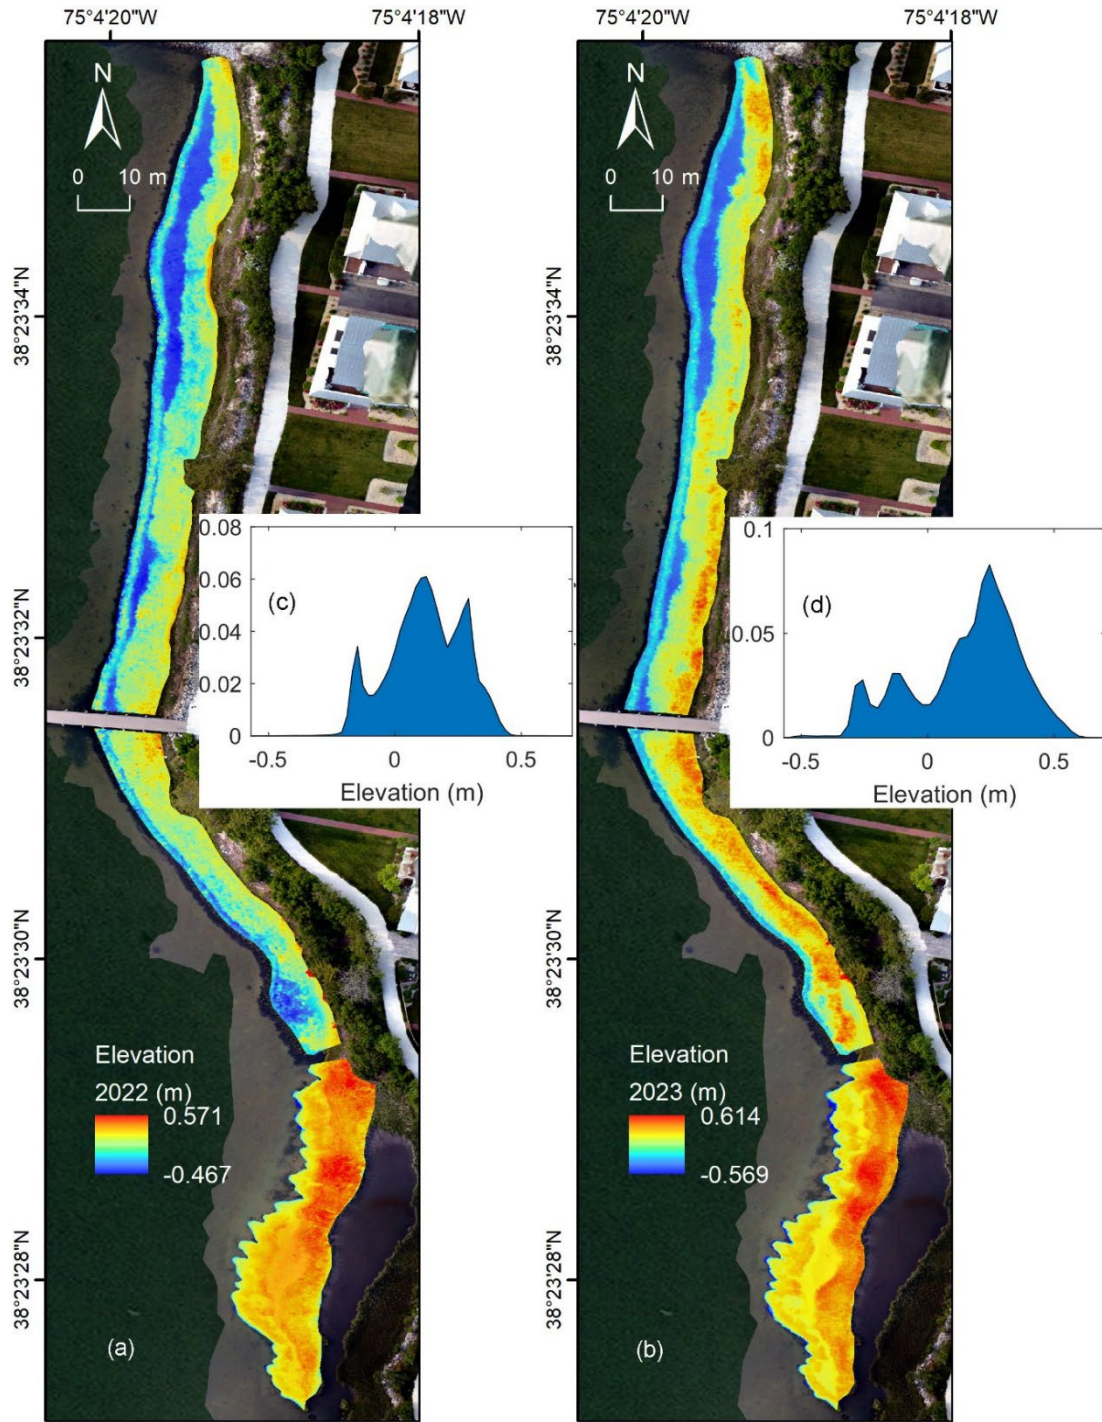 75°4'20"W 75°4'18"W 75°4'20"W 75°4'18"W
N N
0 10 m 0 10 m
38°23'34"N 38°23'34"N
38°23'32"N 38°23'32"N
0.08
0.06
0.04
0.02
0
(c)
-0.5 0 0.5
Elevation (m)
0.1
0.05
0
(d)
-0.5 0 0.5
Elevation (m)
38°23'30"N 38°23'30"N
Elevation
2022 (m)
0.571
-0.467
Elevation
2023 (m)
0.614
-0.569
38°23'28"N 38°23'28"N
(a) (b)